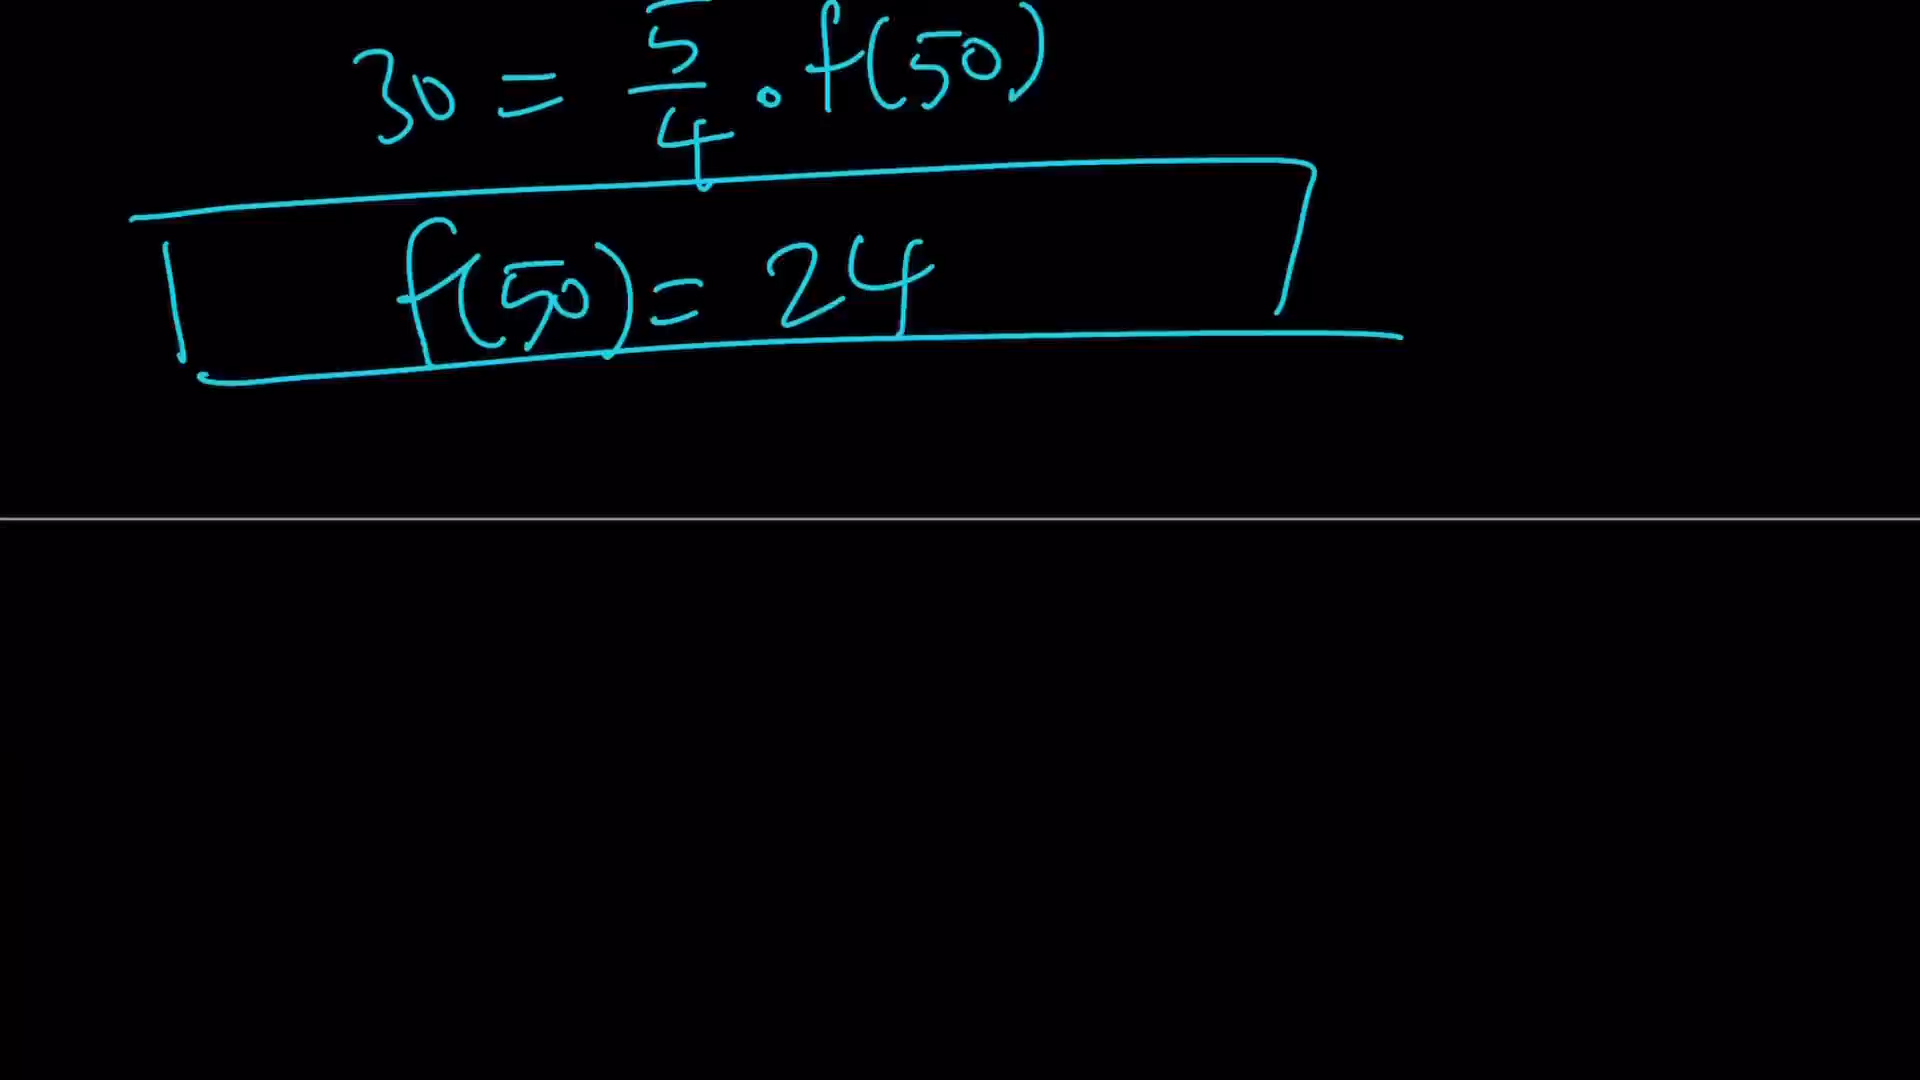 30 = 5/4 · f(50)
f(50) = 24